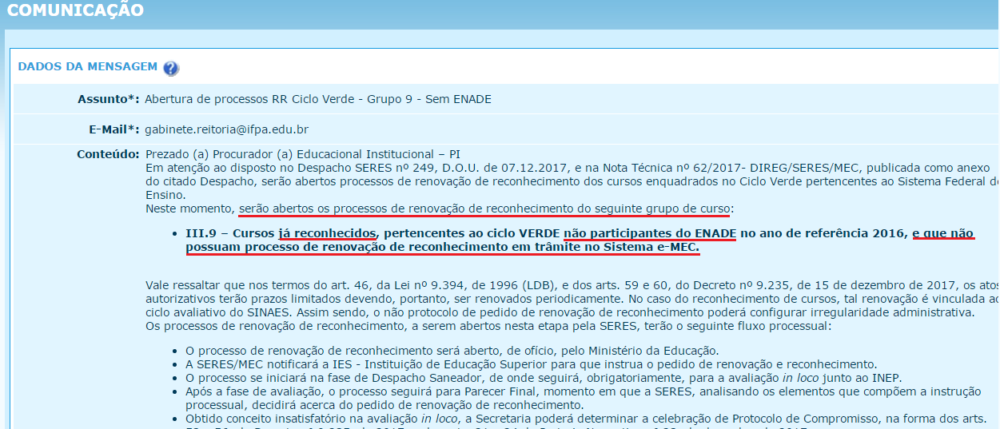 COMUNICAÇÃO
DADOS DA MENSAGEM ?
Assunto*: Abertura de processos RR Ciclo Verde - Grupo 9 - Sem ENADE
E-Mail*: gabinete.reitoria@ifpa.edu.br
Conteúdo: Prezado (a) Procurador (a) Educacional Institucional – PI
Em atenção ao disposto no Despacho SERES nº 249, D.O.U. de 07.12.2017, e na Nota Técnica nº 62/2017- DIREG/SERES/MEC, publicada como anexo
do citado Despacho, serão abertos processos de renovação de reconhecimento dos cursos enquadrados no Ciclo Verde pertencentes ao Sistema Federal de
Ensino.
Neste momento, serão abertos os processos de renovação de reconhecimento do seguinte grupo de curso:
• III.9 – Cursos já reconhecidos, pertencentes ao ciclo VERDE não participantes do ENADE no ano de referência 2016, e que não
possuam processo de renovação de reconhecimento em trâmite no Sistema e-MEC.
Vale ressaltar que nos termos do art. 46, da Lei nº 9.394, de 1996 (LDB), e dos arts. 59 e 60, do Decreto nº 9.235, de 15 de dezembro de 2017, os atos
autorizativos terão prazos limitados devendo, portanto, ser renovados periodicamente. No caso do reconhecimento de cursos, tal renovação é vinculada ao
ciclo avaliativo do SINAES. Assim sendo, o não protocolo de pedido de renovação de reconhecimento poderá configurar irregularidade administrativa.
Os processos de renovação de reconhecimento, a serem abertos nesta etapa pela SERES, terão o seguinte fluxo processual:
• O processo de renovação de reconhecimento será aberto, de ofício, pelo Ministério da Educação.
• A SERES/MEC notificará a IES - Instituição de Educação Superior para que instrua o pedido de renovação e reconhecimento.
• O processo se iniciará na fase de Despacho Saneador, de onde seguirá, obrigatoriamente, para a avaliação in loco junto ao INEP.
• Após a fase de avaliação, o processo seguirá para Parecer Final, momento em que a SERES, analisando os elementos que compõem a instrução
processual, decidirá acerca do pedido de renovação de reconhecimento.
• Obtido conceito insatisfatório na avaliação in loco, a Secretaria poderá determinar a celebração de Protocolo de Compromisso, na forma dos arts.